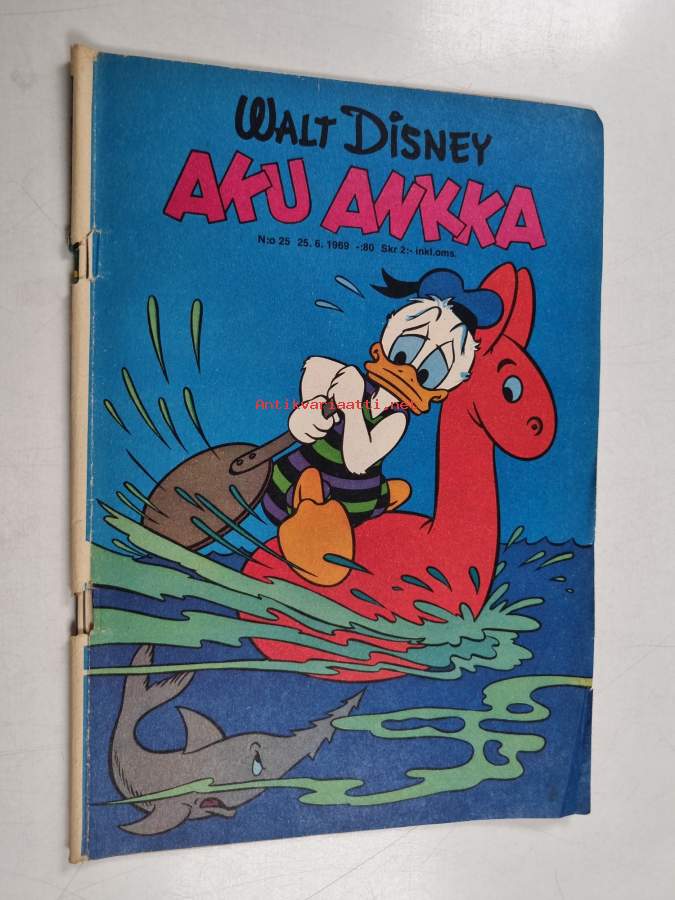 WALT DISNEY
AKU ANKKA
N:o 25 25. 6. 1969 -:80 Skr 2:- inkl.oms.
Antikvariaatti.net